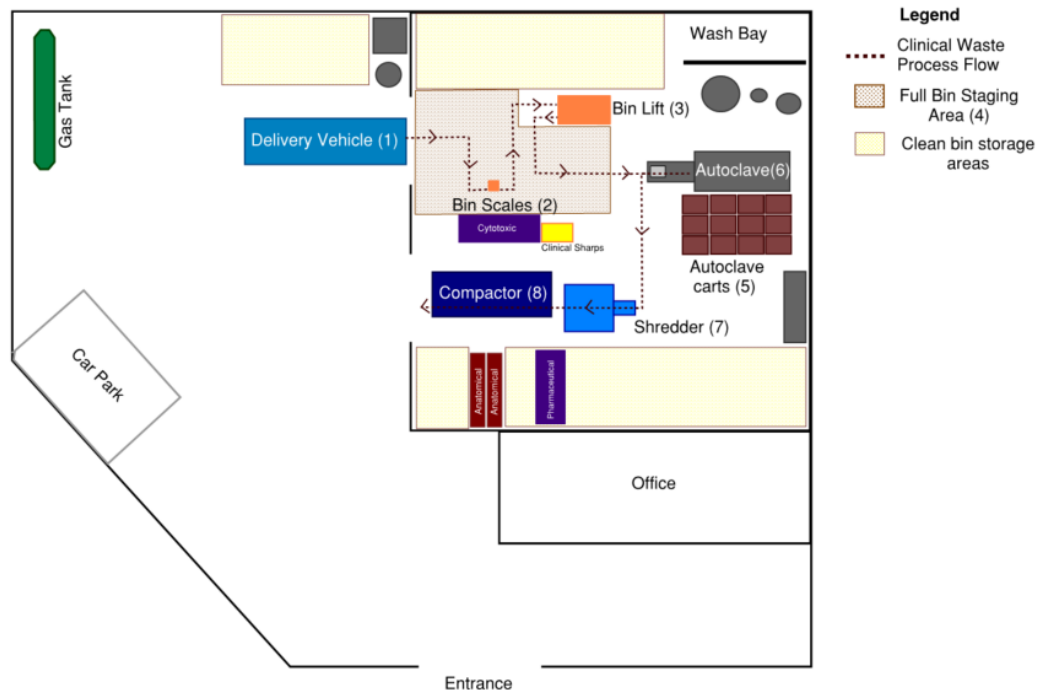 Legend
Clinical Waste
Process Flow
Full Bin Staging
Area (4)
Clean bin storage
areas
Wash Bay
Gas Tank
Delivery Vehicle (1)
Bin Lift (3)
Autoclave(6)
Bin Scales (2)
Cytotoxic
Clinical Sharps
Autoclave
carts (5)
Compactor (8)
Shredder (7)
Car Park
Anatomical
Anatomical
Pharmaceutical
Office
Entrance